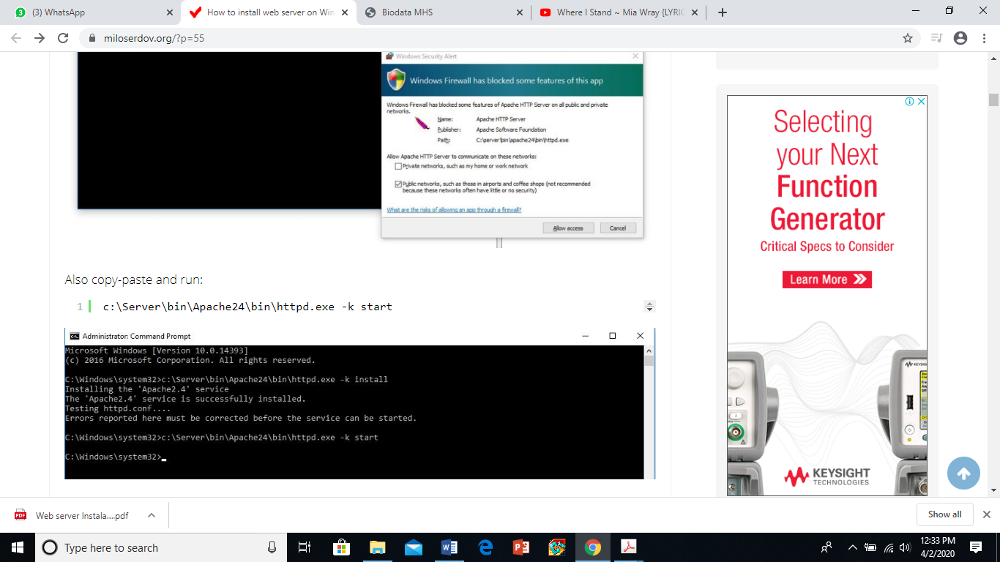 (3) WhatsApp
How to install web server on Win
Biodata MHS
Where I Stand ~ Mia Wray {LYRIC
miloserdov.org/?p=55
Windows Security Alert
Windows Firewall has blocked some features of this app
Windows Firewall has blocked some features of Apache HTTP Server on all public and private
networks.
Name: Apache HTTP Server
Publisher: Apache Software Foundation
Path: C:\server\bin\apache24\bin\httpd.exe
Allow Apache HTTP Server to communicate on these networks:
Private networks, such as my home or work network
Public networks, such as those in airports and coffee shops (not recommended
because these networks often have little or no security)
What are the risks of allowing an app through a firewall?
Allow access
Cancel
Also copy-paste and run:
1 c:\Server\bin\Apache24\bin\httpd.exe -k start
Administrator: Command Prompt
Microsoft Windows [Version 10.0.14393]
(c) 2016 Microsoft Corporation. All rights reserved.
C:\Windows\system32>c:\Server\bin\Apache24\bin\httpd.exe -k install
Installing the 'Apache2.4' service
The 'Apache2.4' service is successfully installed.
Testing httpd.conf....
Errors reported here must be corrected before the service can be started.
C:\Windows\system32>c:\Server\bin\Apache24\bin\httpd.exe -k start
C:\Windows\system32>
Selecting
your Next
Function
Generator
Critical Specs to Consider
Learn More
KEYSIGHT
TECHNOLOGIES
Web server Instala....pdf
Show all
Type here to search
12:33 PM
4/2/2020